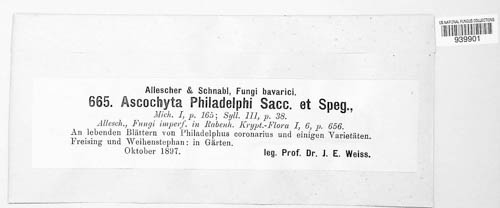 US NATIONAL FUNGUS COLLECTIONS
939901
Allescher & Schnabl, Fungi bavarici.
665. Ascochyta Philadelphi Sacc. et Speg.,
Mich. I, p. 165; Syll. III, p. 38.
Allesch., Fungi imperf. in Rabenh. Krypt.-Flora I, 6, p. 656.
An lebenden Blättern von Philadelphus coronarius und einigen Varietäten.
Freising und Weihenstephan: in Gärten.
Oktober 1897. leg. Prof. Dr. J. E. Weiss.